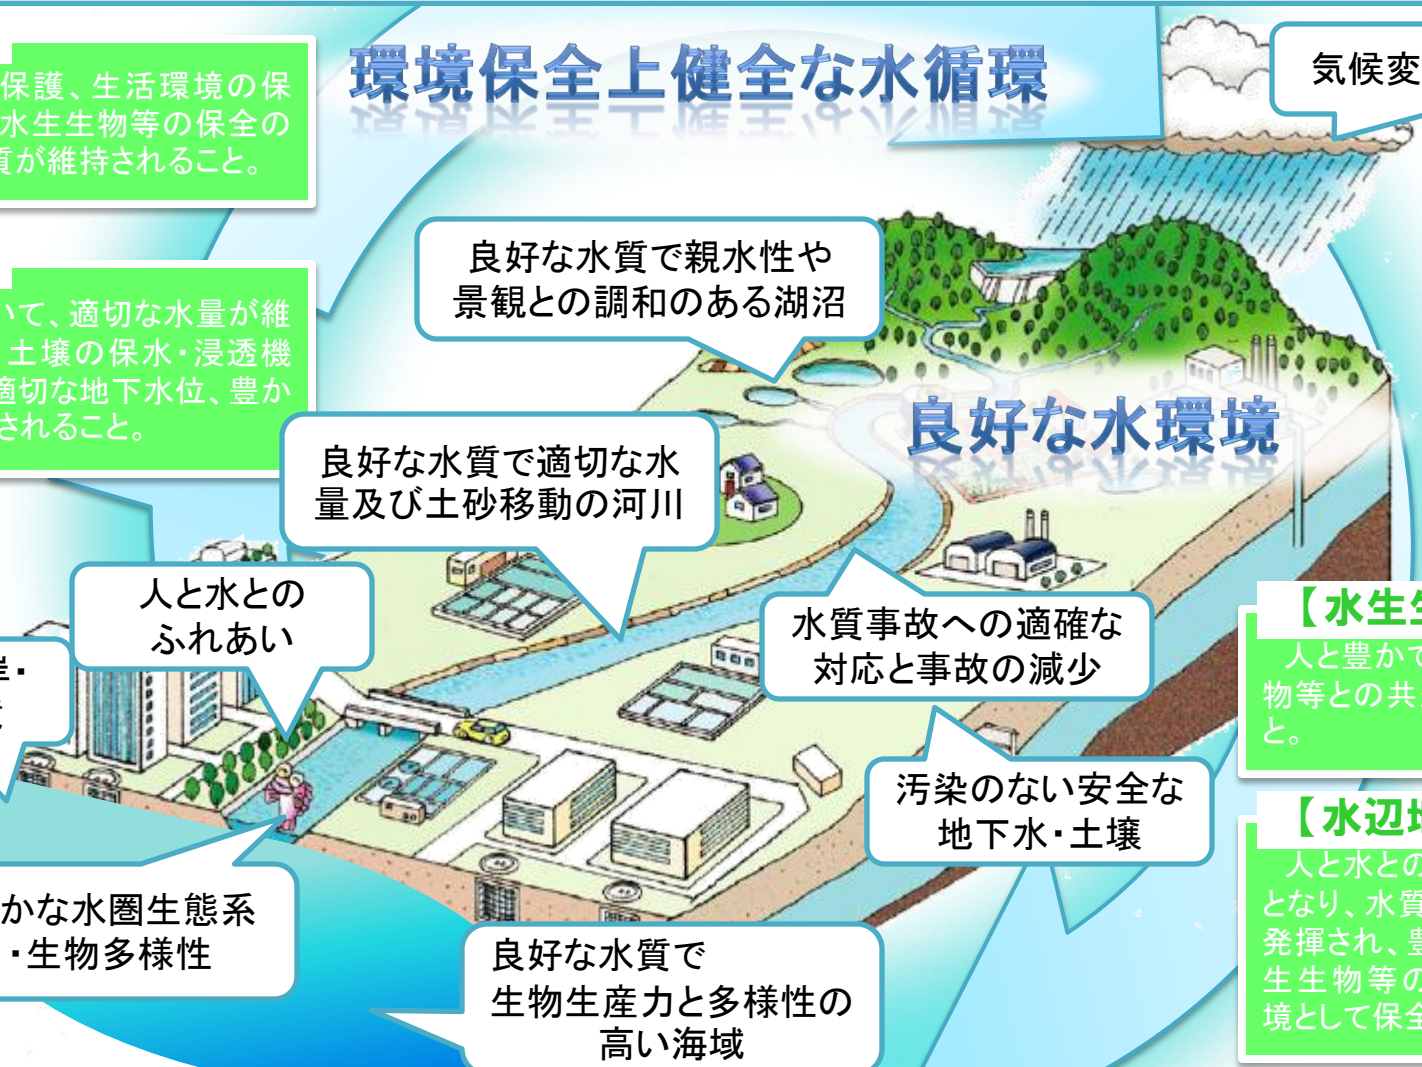 環境保全上健全な水循環
気候変
保護、生活環境の保
水生生物等の保全の
質が維持されること。
良好な水質で親水性や
景観との調和のある湖沼
いて、適切な水量が維
土壌の保水・浸透機
適切な地下水位、豊か
されること。
良好な水環境
良好な水質で適切な水
量及び土砂移動の河川
人と水との
ふれあい
水質事故への適確な
対応と事故の減少
【水生生
人と豊かで
物等との共
と。
汚染のない安全な
地下水・土壌
【水辺地
人と水との
となり、水質
発揮され、豊
生生物等の
境として保全
かな水圏生態系
・生物多様性
良好な水質で
生物生産力と多様性の
高い海域